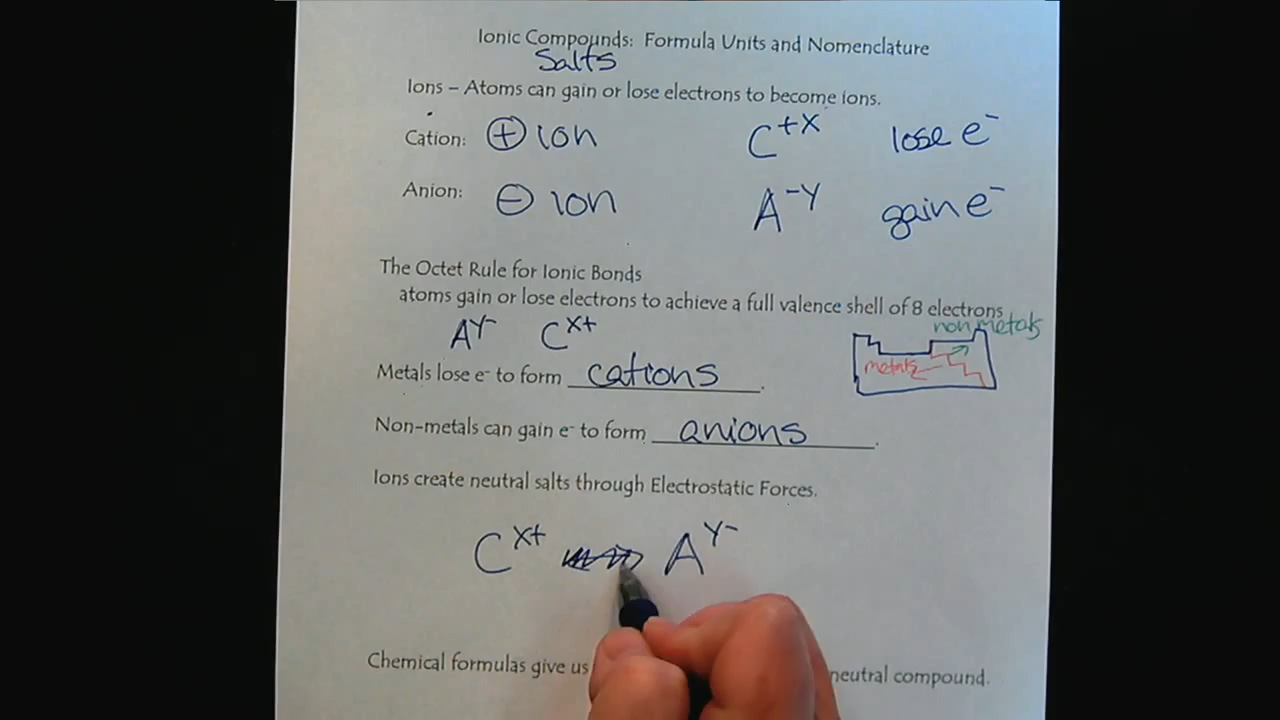 Ionic Compounds: Formula Units and Nomenclature
Salts
Ions – Atoms can gain or lose electrons to become ions.
Cation: ⊕ ion C⁺ˣ lose e⁻
Anion: ⊖ ion A⁻ʸ gain e⁻
The Octet Rule for Ionic Bonds
atoms gain or lose electrons to achieve a full valence shell of 8 electrons
non metals
Aʸ⁻ Cˣ⁺
metals
Metals lose e⁻ to form cations.
Non-metals can gain e⁻ to form anions.
Ions create neutral salts through Electrostatic Forces.
Cˣ⁺ Aʸ⁻
Chemical formulas give us neutral compound.